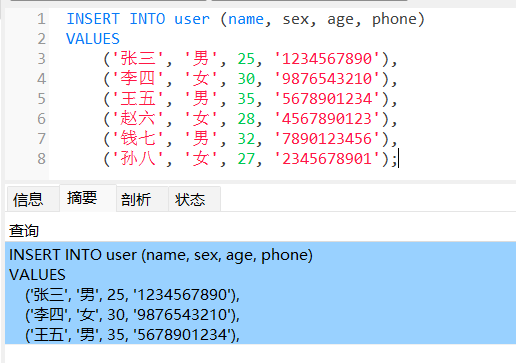 1 INSERT INTO user (name, sex, age, phone)
2 VALUES
3 ('张三', '男', 25, '1234567890'),
4 ('李四', '女', 30, '9876543210'),
5 ('王五', '男', 35, '5678901234'),
6 ('赵六', '女', 28, '4567890123'),
7 ('钱七', '男', 32, '7890123456'),
8 ('孙八', '女', 27, '2345678901');
信息 摘要 剖析 状态
查询
INSERT INTO user (name, sex, age, phone)
VALUES
('张三', '男', 25, '1234567890'),
('李四', '女', 30, '9876543210'),
('王五', '男', 35, '5678901234'),